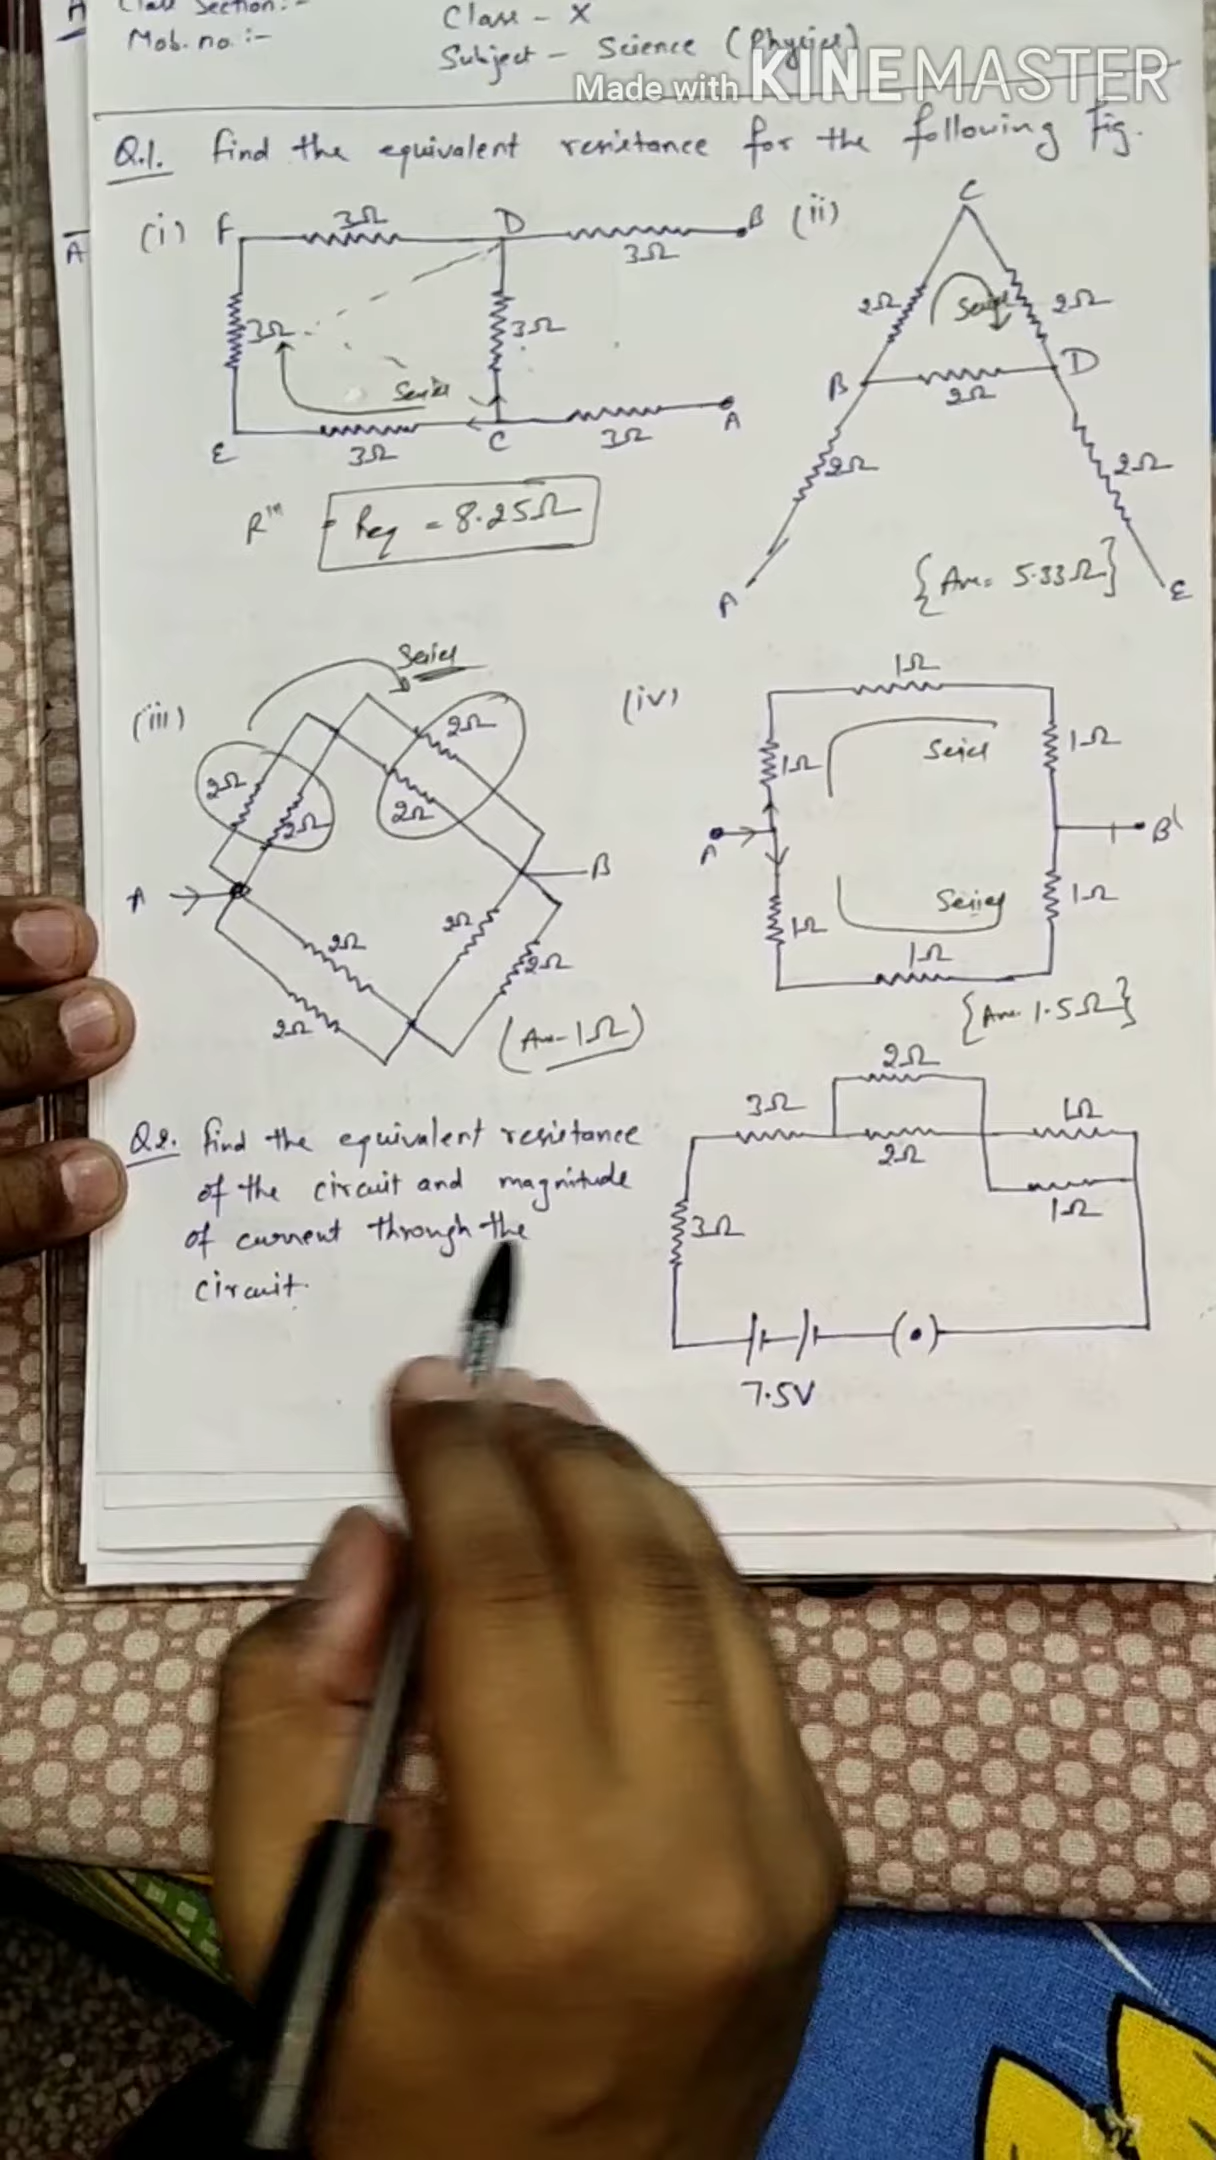 Class Section:-
Mob. no. :-
Class - X
Subject - Science (Physics)
Made with KINEMASTER
Q.1. find the equivalent resistance for the following Fig.
(i) F 3Ω D 3Ω B
3Ω 3Ω
Series
E 3Ω C 3Ω A
Req = 8.25Ω
(ii) C
2Ω 2Ω
B 2Ω D
2Ω 2Ω
A E
{Ans= 5.33Ω}
(iii) Series
2Ω 2Ω
2Ω 2Ω
A B
2Ω 2Ω
2Ω 2Ω
(Ans-1Ω)
(iv) 1Ω
1Ω 1Ω
Series
A B
Series
1Ω 1Ω
1Ω
{Ans. 1.5Ω}
Q2. find the equivalent resistance
of the circuit and magnitude
of current through the
circuit.
2Ω
3Ω 1Ω
2Ω
1Ω
3Ω
7.5V
A
A